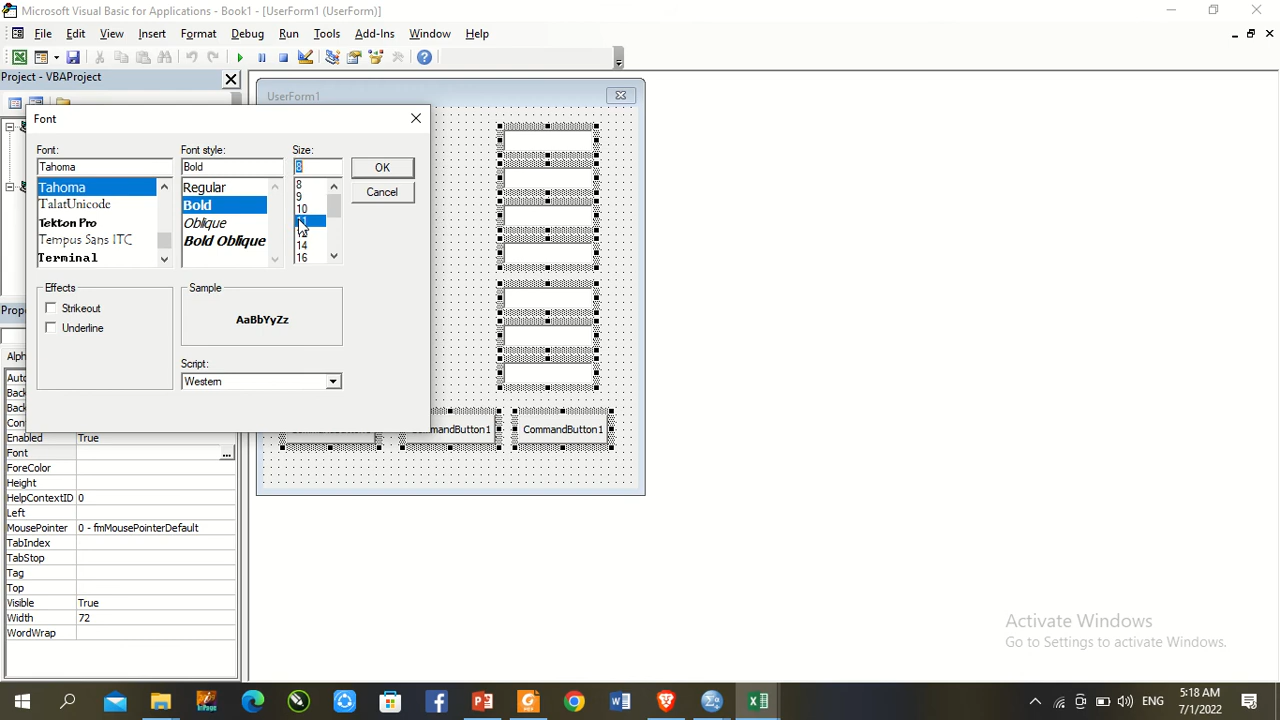 Microsoft Visual Basic for Applications - Book1 - [UserForm1 (UserForm)]
File Edit View Insert Format Debug Run Tools Add-Ins Window Help
Project - VBAProject
UserForm1
Font
Font: Font style: Size:
Tahoma Bold 8 OK
Tahoma Regular 8
TalatUnicode Bold 9 Cancel
Tekton Pro Oblique 10
Tempus Sans ITC Bold Oblique 11
Terminal 12
14
16
Effects Sample
Strikeout
Underline
AaBbYyZz
Script:
Western
CommandButton1
Enabled True
Font ...
ForeColor
Height
HelpContextID 0
Left
MousePointer 0 - fmMousePointerDefault
TabIndex
TabStop
Tag
Top
Visible True
Width 72
WordWrap
Activate Windows
Go to Settings to activate Windows.
ENG
5:18 AM
7/1/2022